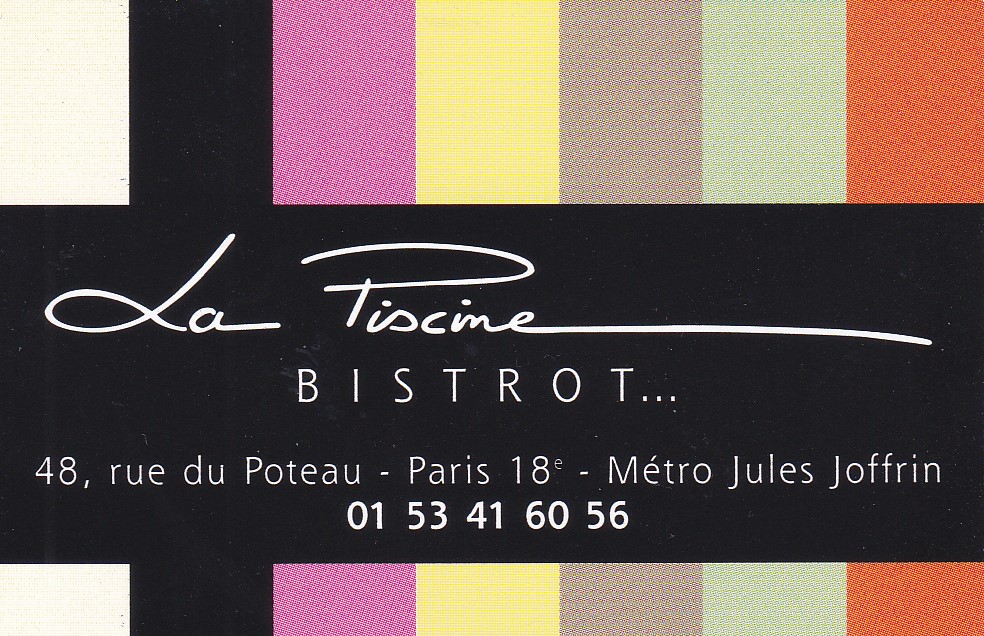 La Piscine
BISTROT...
48, rue du Poteau - Paris 18e - Métro Jules Joffrin
01 53 41 60 56